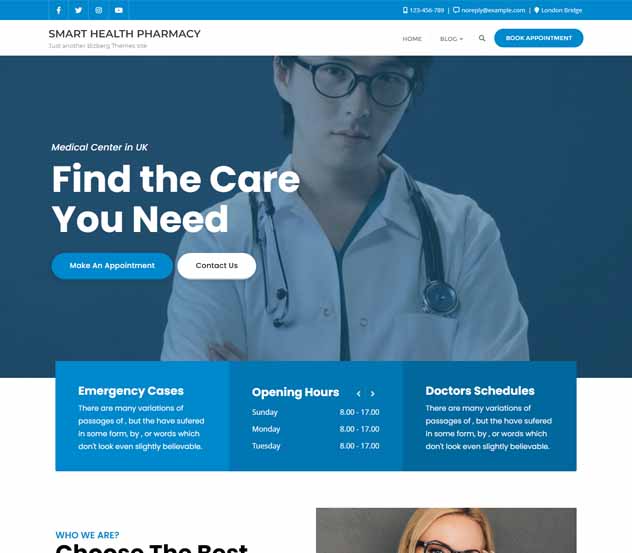 123-456-789 | noreply@example.com | London Bridge
SMART HEALTH PHARMACY
Just another Bizberg Themes site
HOME BLOG BOOK APPOINTMENT
Medical Center in UK
Find the Care
You Need
Make An Appointment Contact Us
Emergency Cases
There are many variations of
passages of , but the have sufered
in some form, by , or words which
don't look even slightly believable.
Opening Hours
Sunday 8.00 - 17.00
Monday 8.00 - 17.00
Tuesday 8.00 - 17.00
Doctors Schedules
There are many variations of
passages of , but the have sufered
in some form, by , or words which
don't look even slightly believable.
WHO WE ARE?
Choose The Best